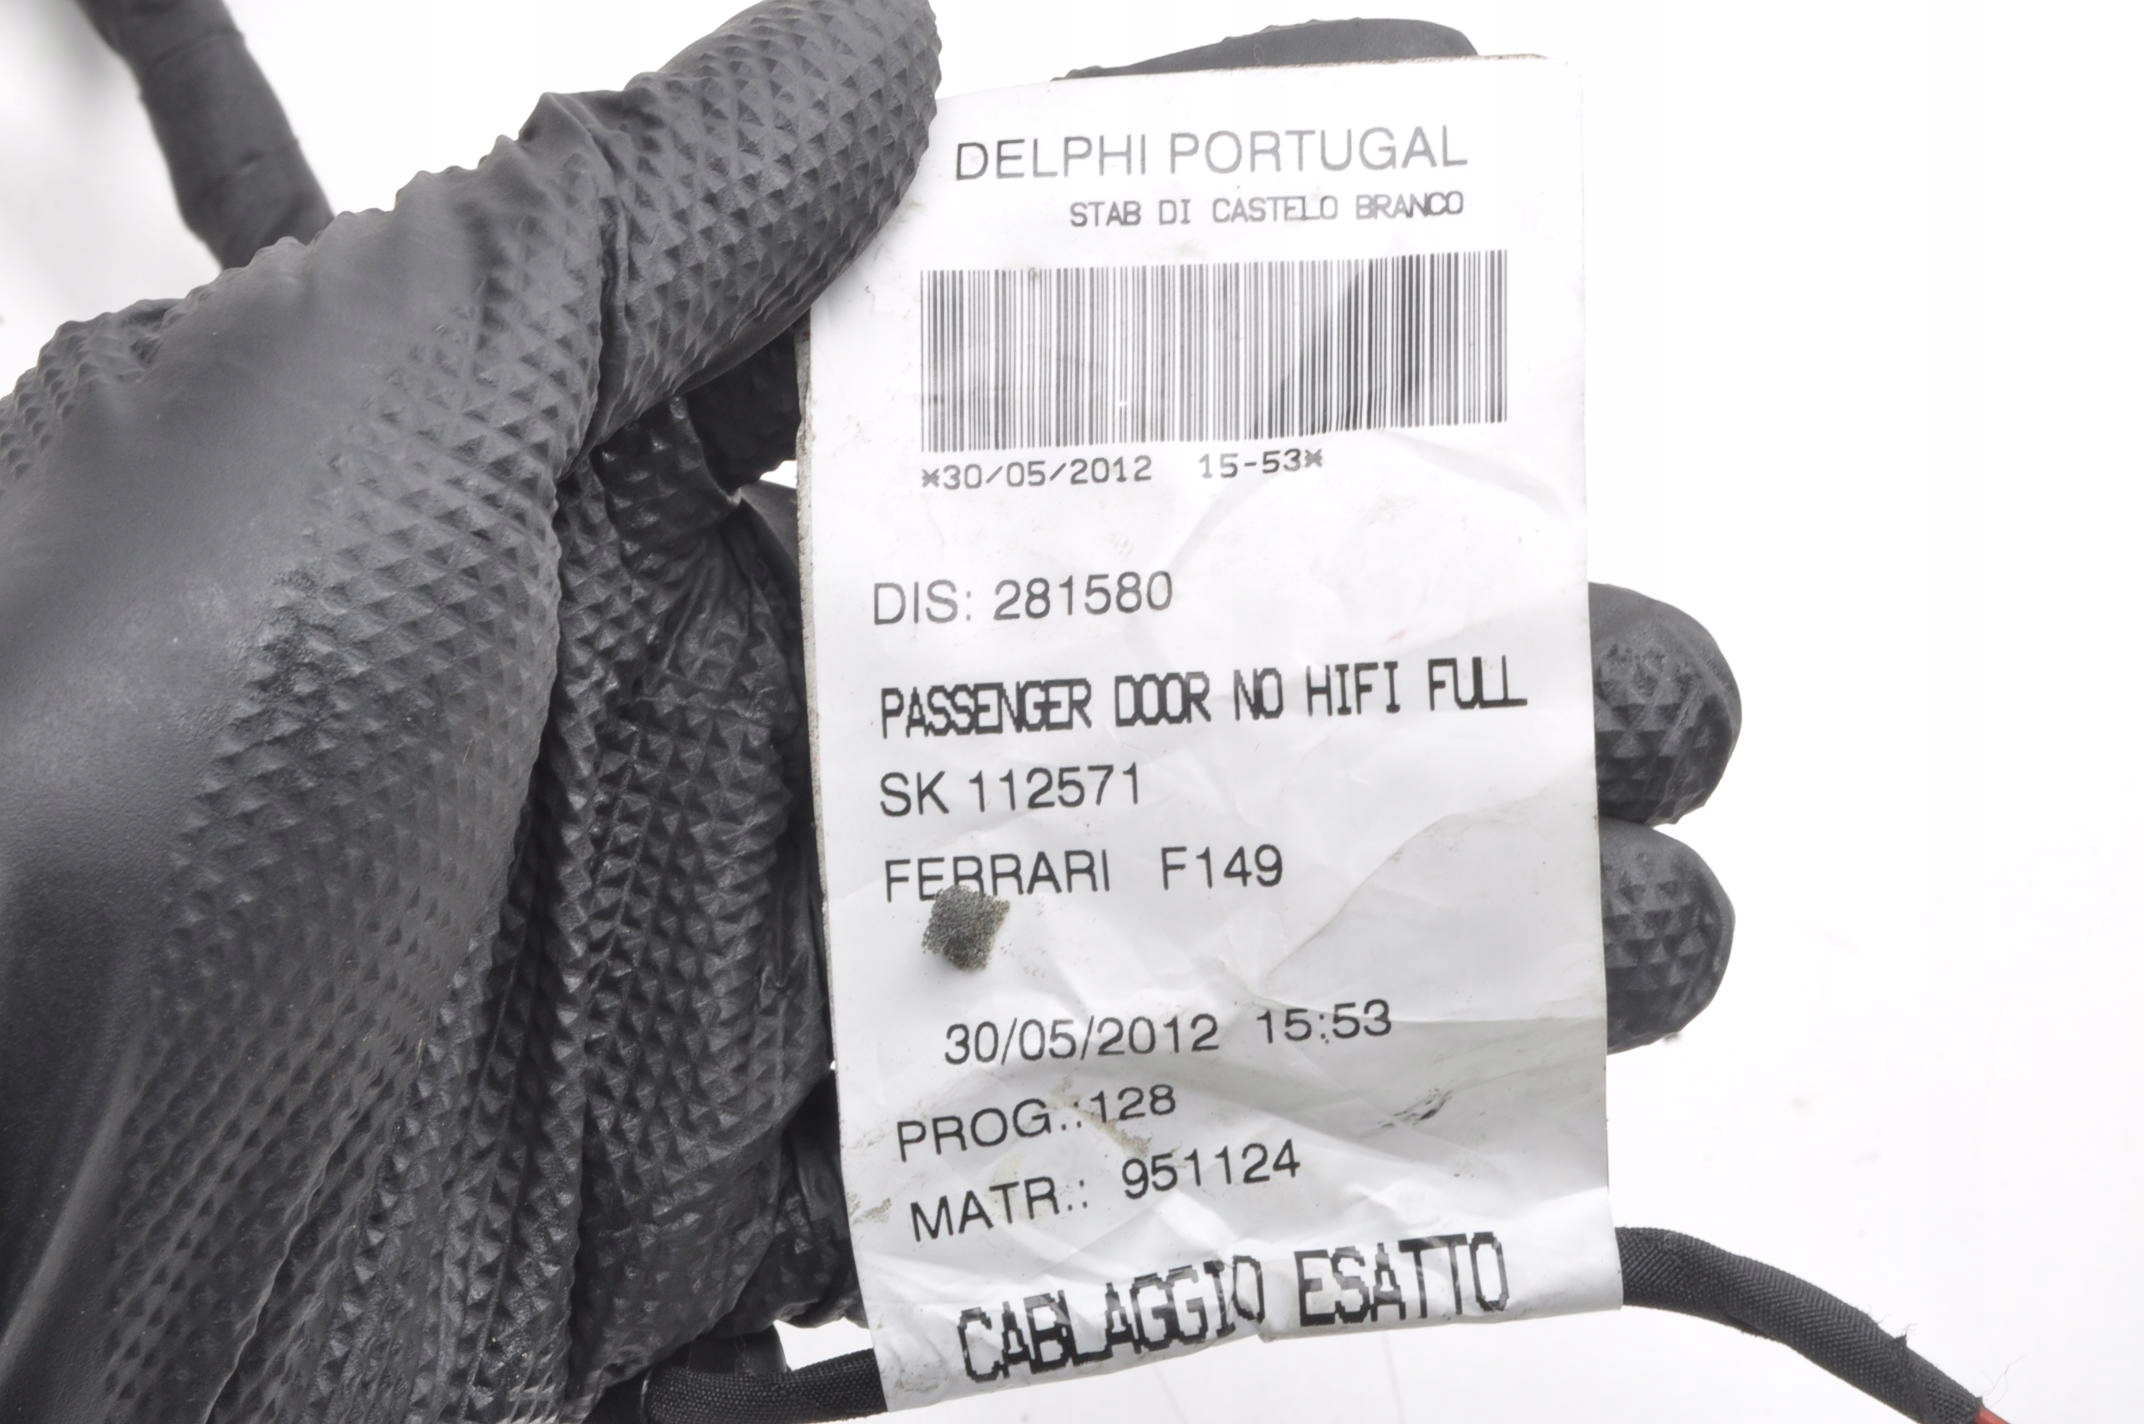 DELPHI PORTUGAL
STAB DI CASTELO BRANCO
*30/05/2012 15-53*
DIS: 281580
PASSENGER DOOR NO HIFI FULL
SK 112571
FERRARI F149
30/05/2012 15:53
PROG.: 128
MATR.: 951124
CABLAGGIO ESATTO